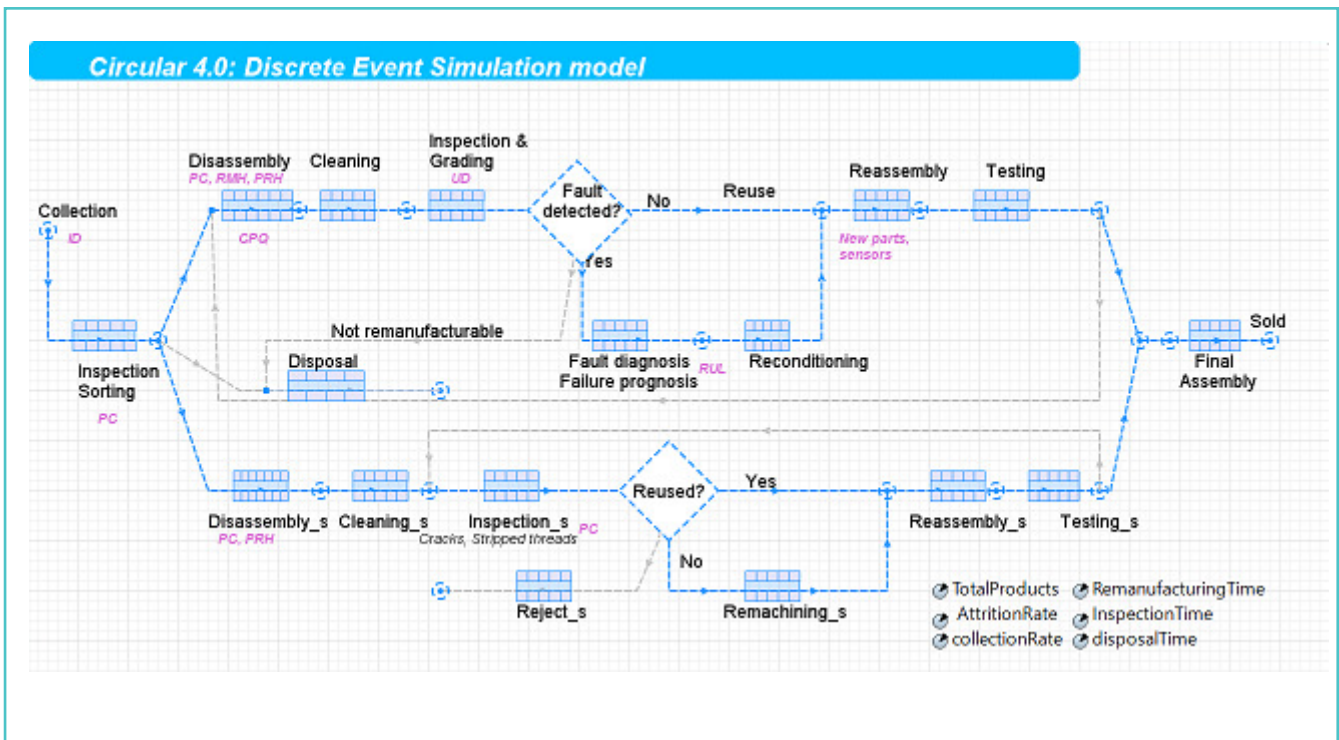 Circular 4.0: Discrete Event Simulation model
Inspection &
Grading
UD
Disassembly
PC, RMH, PRH
CPQ
Cleaning
Fault
detected?
No
Reuse
Yes
Reassembly
New parts,
sensors
Testing
Collection
ID
Not remanufacturable
Inspection
Sorting
PC
Disposal
Fault diagnosis
Failure prognosis
RUL
Reconditioning
Sold
Final
Assembly
Disassembly_s
PC, PRH
Cleaning_s
Inspection_s
PC
Cracks, Stripped threads
Reused?
Yes
No
Reassembly_s
Testing_s
Reject_s
Remachining_s
TotalProducts
RemanufacturingTime
AttritionRate
InspectionTime
collectionRate
disposalTime